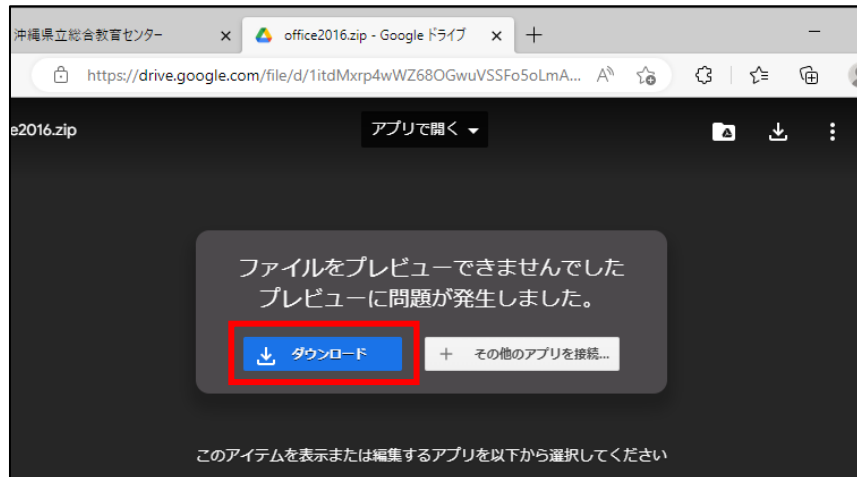 沖縄県立総合教育センター
office2016.zip - Google ドライブ
https://drive.google.com/file/d/1itdMxrp4wWZ68OGwuVSSFo5oLmA...
e2016.zip
アプリで開く
ファイルをプレビューできませんでした
プレビューに問題が発生しました。
ダウンロード
+ その他のアプリを接続...
このアイテムを表示または編集するアプリを以下から選択してください